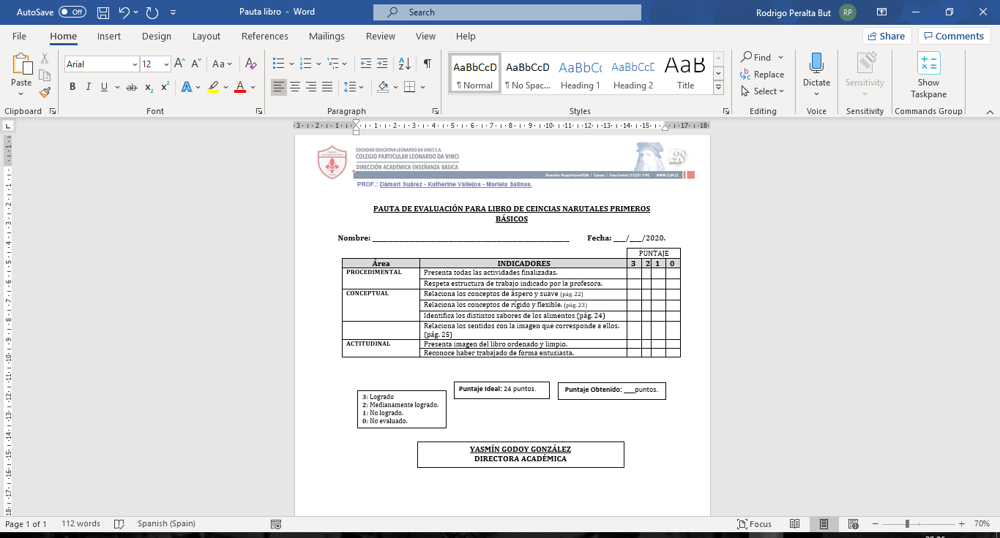 AutoSave Off Pauta libro - Word Search Rodrigo Peralta But RP
File Home Insert Design Layout References Mailings Review View Help Share Comments
Paste
Arial 12 Aa
B I U ab x₂ x² A A
AaBbCcD AaBbCcD AaBbCc AaBbCcD AaB
¶ Normal ¶ No Spac... Heading 1 Heading 2 Title
Find
Replace
Select
Dictate
Sensitivity
Show
Taskpane
Clipboard Font Paragraph Styles Editing Voice Sensitivity Commands Group
SOCIEDAD EDUCATIVA LEONARDO DA VINCI S.A.
COLEGIO PARTICULAR LEONARDO DA VINCI
DIRECCIÓN ACADÉMICA ENSEÑANZA BÁSICA
28 años
WWW.CLDV.CL
PROF.: Dámari Suárez - Katherine Vallejos - Mariela Salinas.
PAUTA DE EVALUACIÓN PARA LIBRO DE CEINCIAS NARUTALES PRIMEROS
BÁSICOS
Nombre: ______________________ Fecha: ___/___/2020.
PUNTAJE
Área INDICADORES 3 2 1 0
PROCEDIMENTAL Presenta todas las actividades finalizadas.
Respeta estructura de trabajo indicado por la profesora.
CONCEPTUAL Relaciona los conceptos de áspero y suave (pág. 22)
Relaciona los conceptos de rígido y flexible. (pág. 23)
Identifica los distintos sabores de los alimentos (pág. 24)
Relaciona los sentidos con la imagen que corresponde a ellos.
(pág. 25)
ACTITUDINAL Presenta imagen del libro ordenado y limpio.
Reconoce haber trabajado de forma entusiasta.
Puntaje Ideal: 24 puntos. Puntaje Obtenido: ___puntos.
3: Logrado
2: Medianamente logrado.
1: No logrado.
0: No evaluado.
YASMÍN GODOY GONZÁLEZ
DIRECTORA ACADÉMICA
Page 1 of 1 112 words Spanish (Spain) Focus 70%